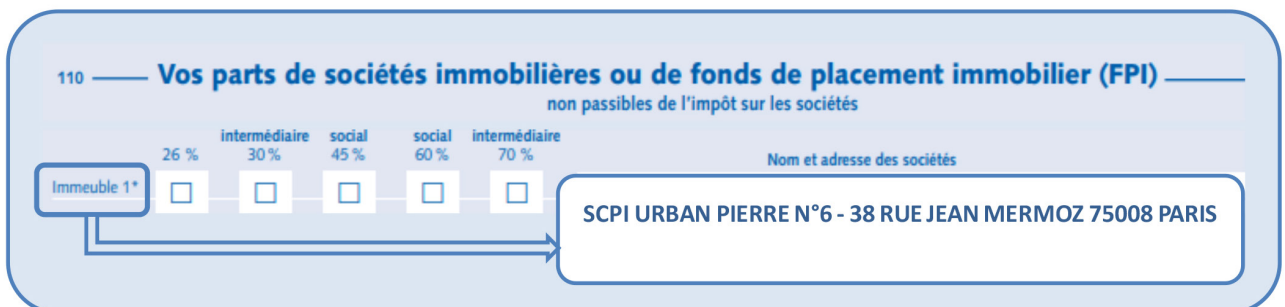 110 Vos parts de sociétés immobilières ou de fonds de placement immobilier (FPI)
non passibles de l'impôt sur les sociétés
intermédiaire social social intermédiaire
26 % 30 % 45 % 60 % 70 % Nom et adresse des sociétés
Immeuble 1*
SCPI URBAN PIERRE N°6 - 38 RUE JEAN MERMOZ 75008 PARIS